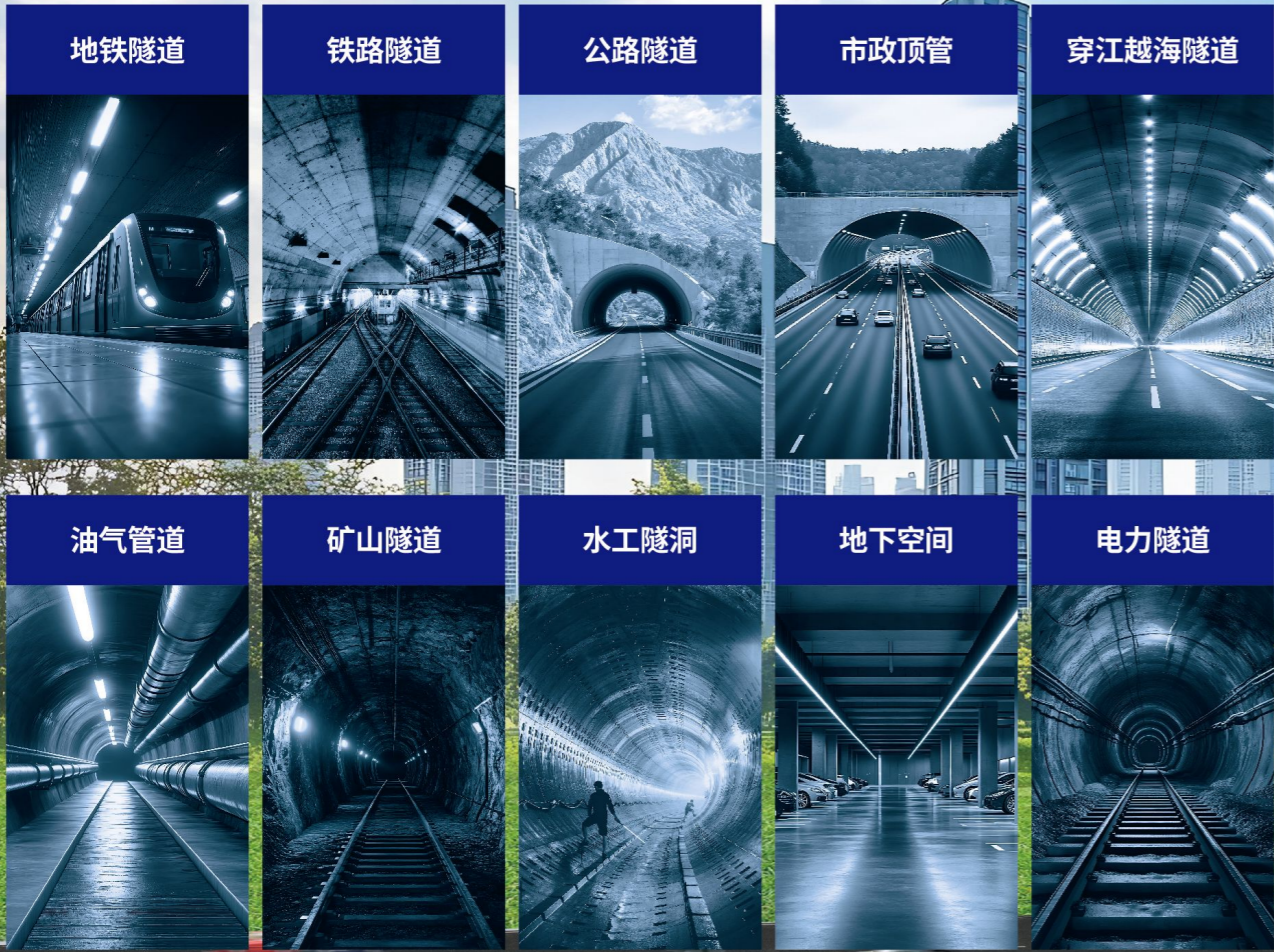 地铁隧道
铁路隧道
公路隧道
市政顶管
穿江越海隧道
油气管道
矿山隧道
水工隧洞
地下空间
电力隧道